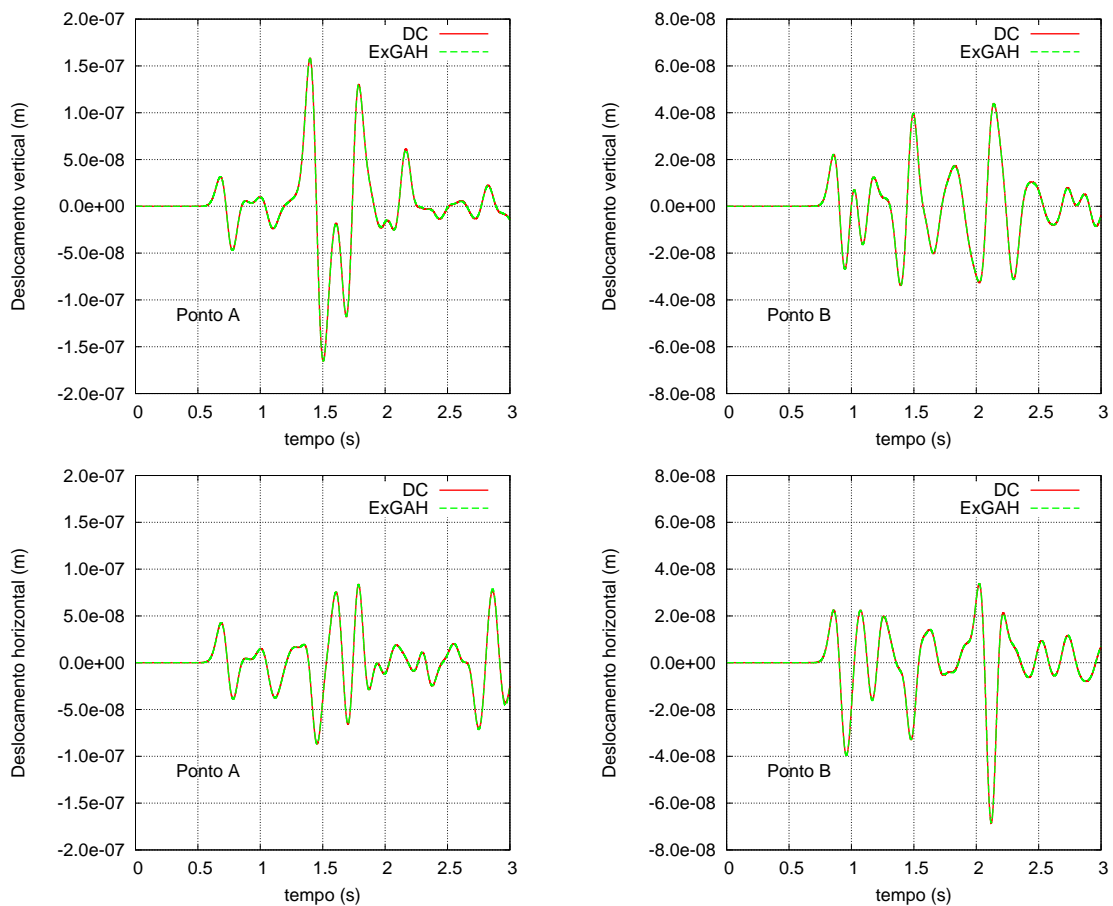 2.0e-07
1.5e-07
1.0e-07
5.0e-08
0.0e+00
-5.0e-08
-1.0e-07
-1.5e-07
-2.0e-07
Deslocamento vertical (m)
DC
ExGAH
Ponto A
0 0.5 1 1.5 2 2.5 3
tempo (s)
8.0e-08
6.0e-08
4.0e-08
2.0e-08
0.0e+00
-2.0e-08
-4.0e-08
-6.0e-08
-8.0e-08
Deslocamento vertical (m)
DC
ExGAH
Ponto B
0 0.5 1 1.5 2 2.5 3
tempo (s)
2.0e-07
1.5e-07
1.0e-07
5.0e-08
0.0e+00
-5.0e-08
-1.0e-07
-1.5e-07
-2.0e-07
Deslocamento horizontal (m)
DC
ExGAH
Ponto A
0 0.5 1 1.5 2 2.5 3
tempo (s)
8.0e-08
6.0e-08
4.0e-08
2.0e-08
0.0e+00
-2.0e-08
-4.0e-08
-6.0e-08
-8.0e-08
Deslocamento horizontal (m)
DC
ExGAH
Ponto B
0 0.5 1 1.5 2 2.5 3
tempo (s)